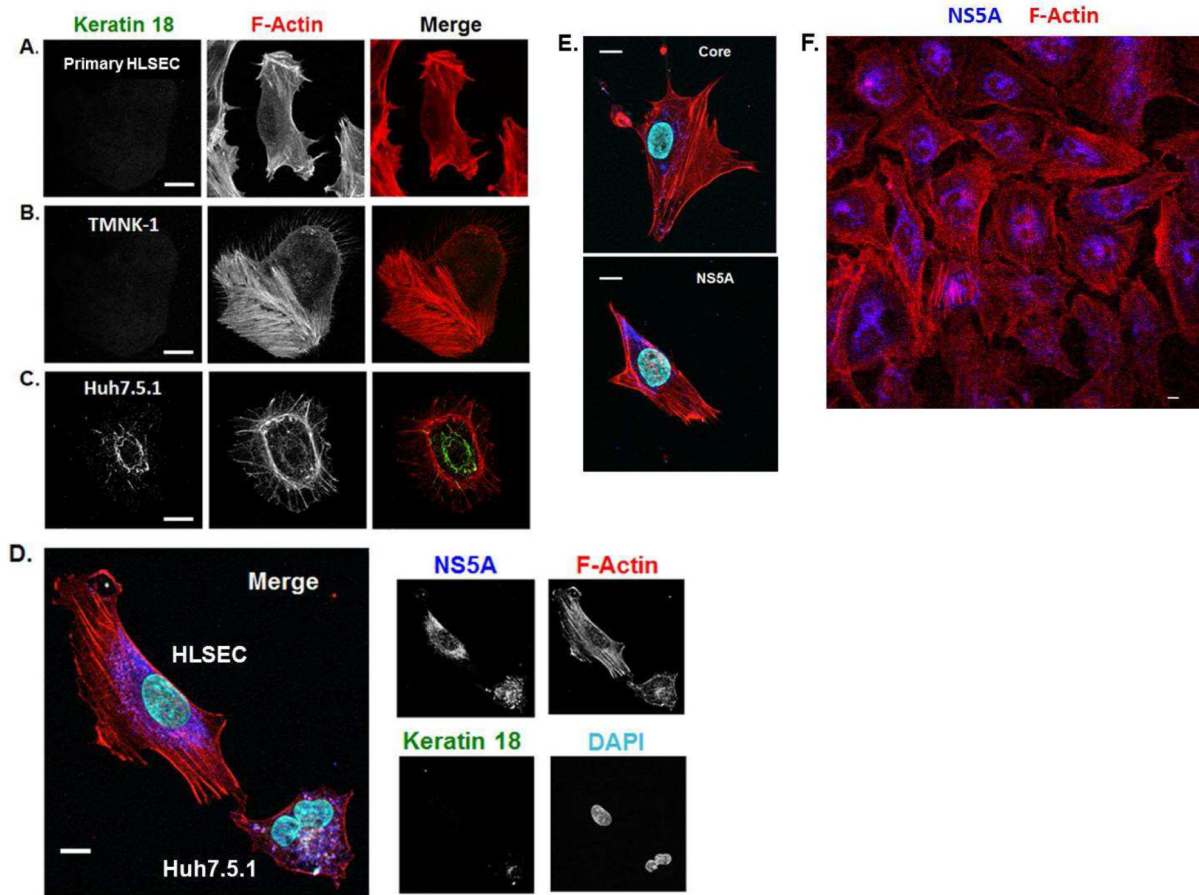 Keratin 18 F-Actin Merge
A.
Primary HLSEC
B.
TMNK-1
C.
Huh7.5.1
D.
Merge
HLSEC
Huh7.5.1
NS5A F-Actin
Keratin 18 DAPI
E.
Core
NS5A
NS5A F-Actin
F.